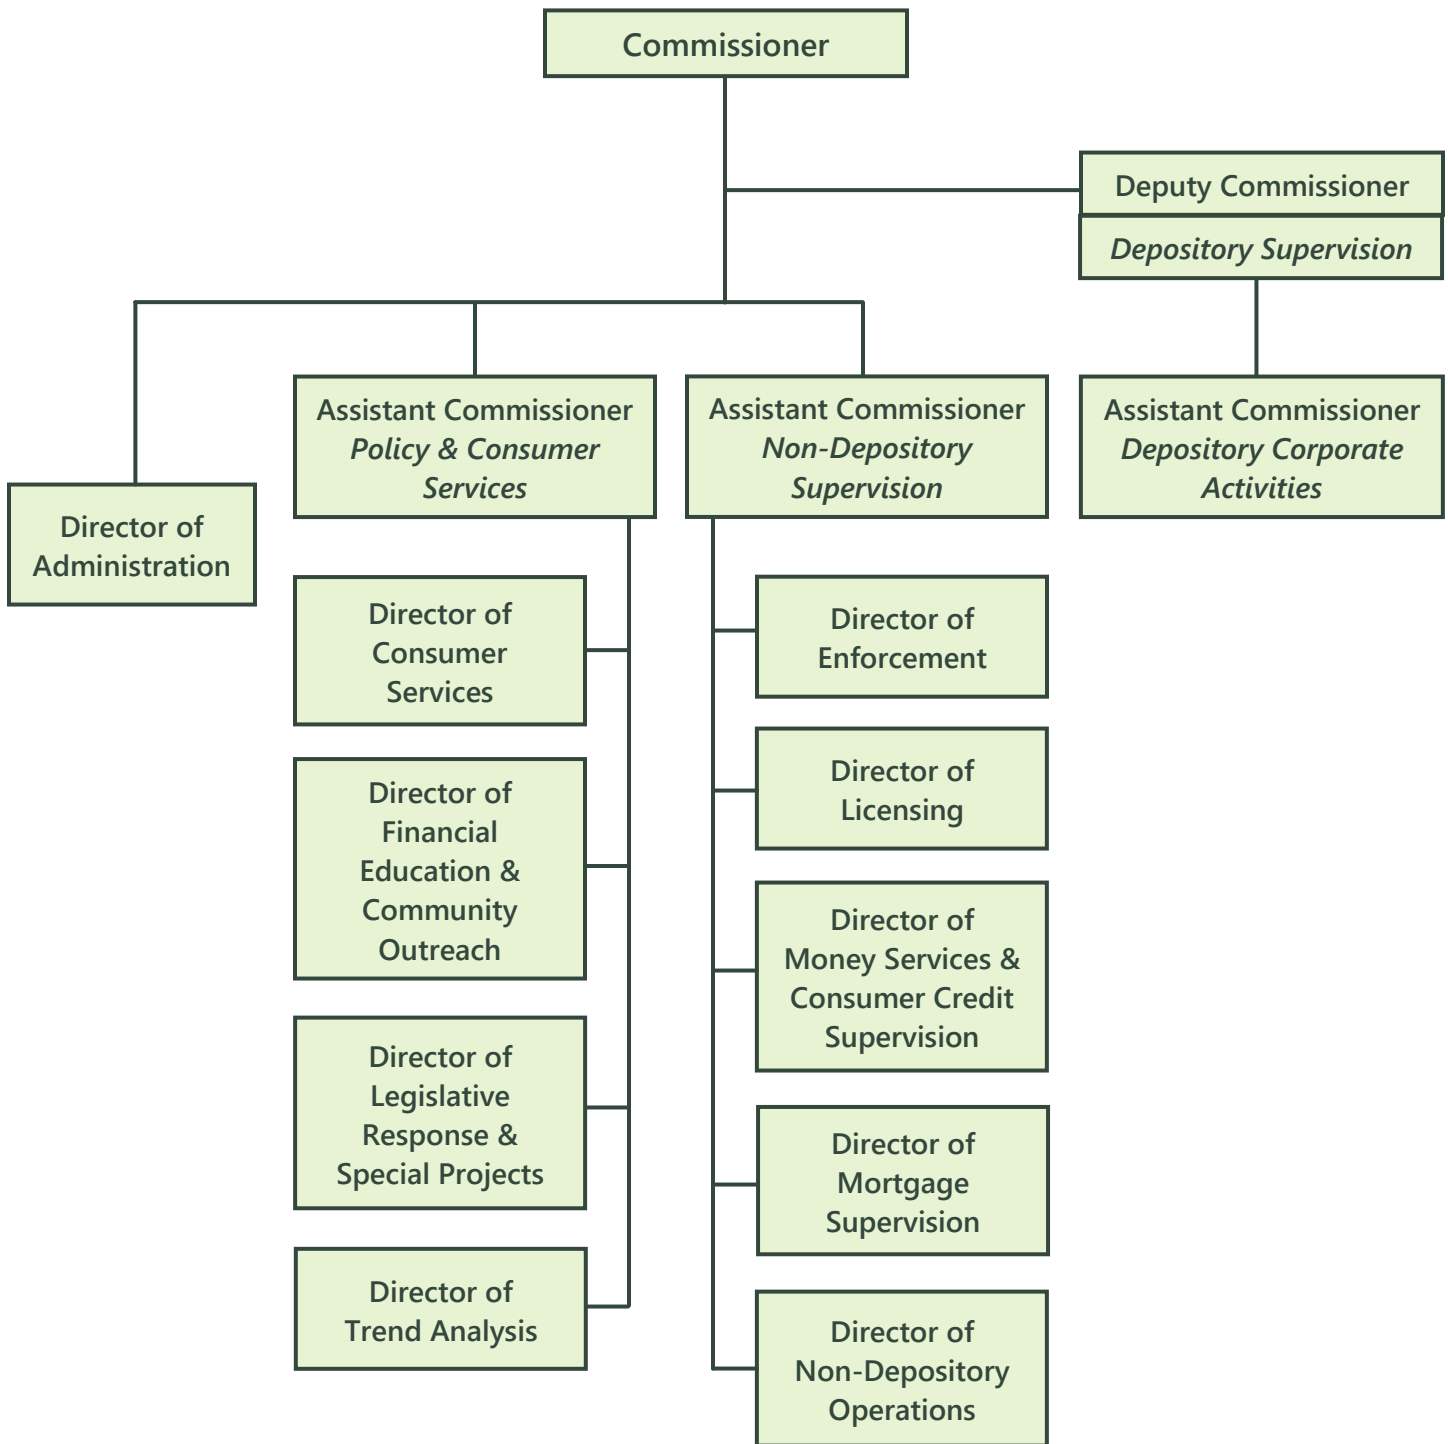 Commissioner
Deputy Commissioner
Depository Supervision
Director of
Administration
Assistant Commissioner
Policy & Consumer
Services
Assistant Commissioner
Non-Depository
Supervision
Assistant Commissioner
Depository Corporate
Activities
Director of
Consumer
Services
Director of
Financial
Education &
Community
Outreach
Director of
Legislative
Response &
Special Projects
Director of
Trend Analysis
Director of
Enforcement
Director of
Licensing
Director of
Money Services &
Consumer Credit
Supervision
Director of
Mortgage
Supervision
Director of
Non-Depository
Operations